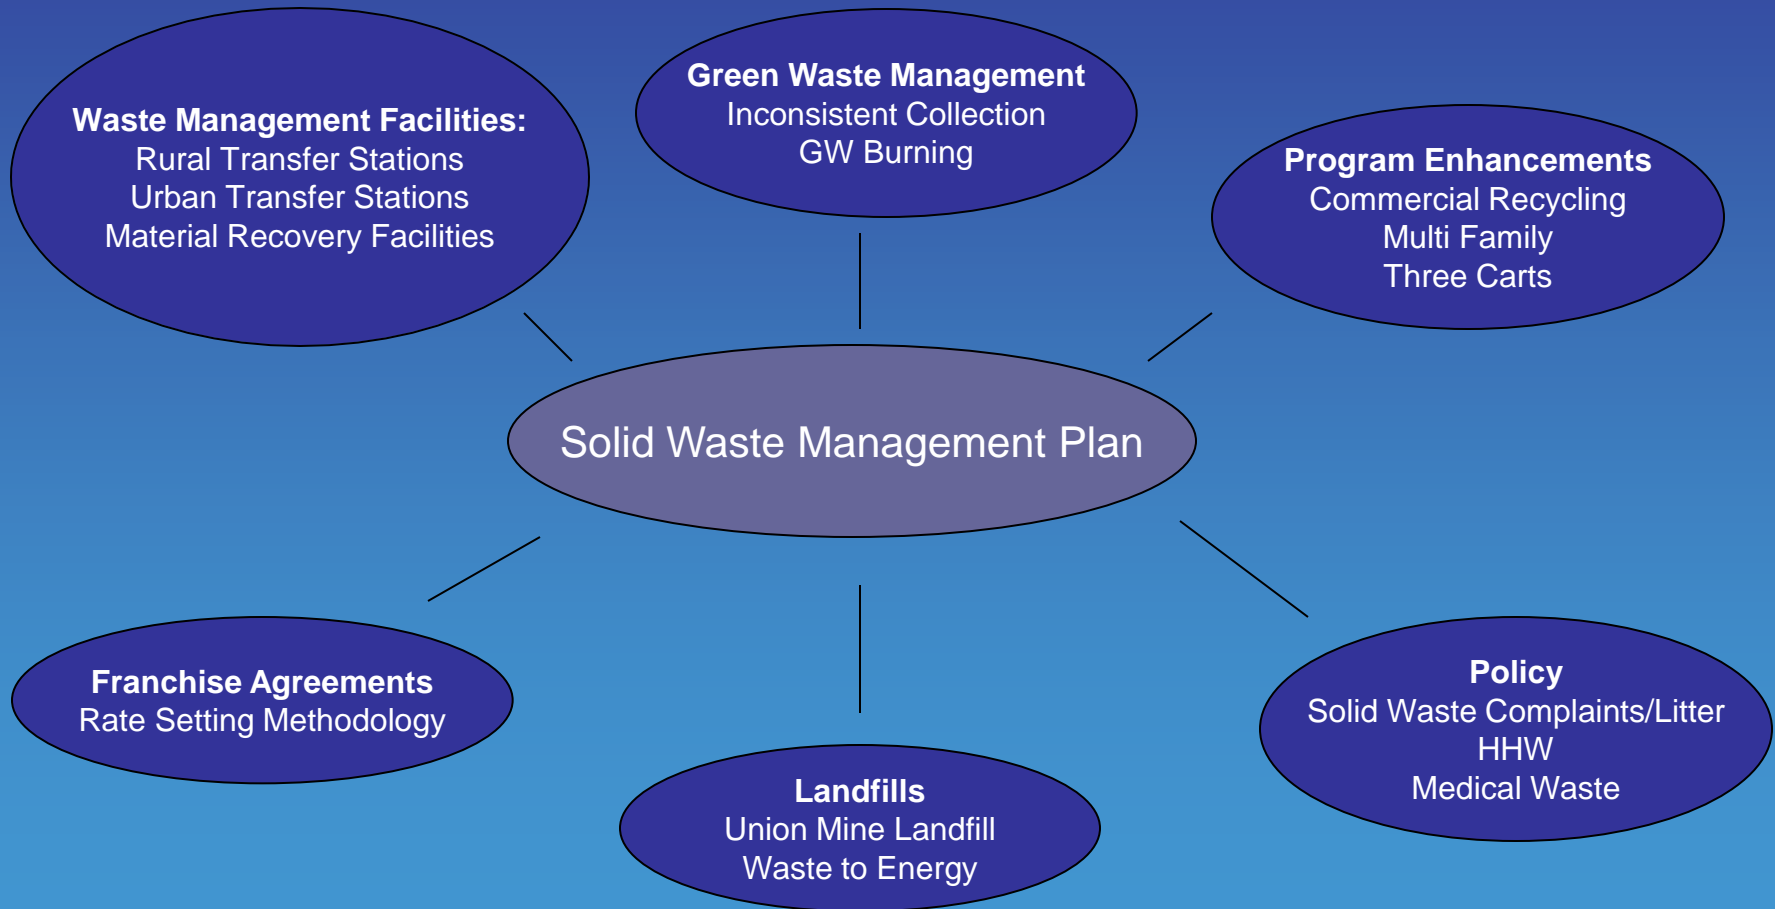 Waste Management Facilities:
Rural Transfer Stations
Urban Transfer Stations
Material Recovery Facilities
Green Waste Management
Inconsistent Collection
GW Burning
Program Enhancements
Commercial Recycling
Multi Family
Three Carts
Solid Waste Management Plan
Franchise Agreements
Rate Setting Methodology
Landfills
Union Mine Landfill
Waste to Energy
Policy
Solid Waste Complaints/Litter
HHW
Medical Waste